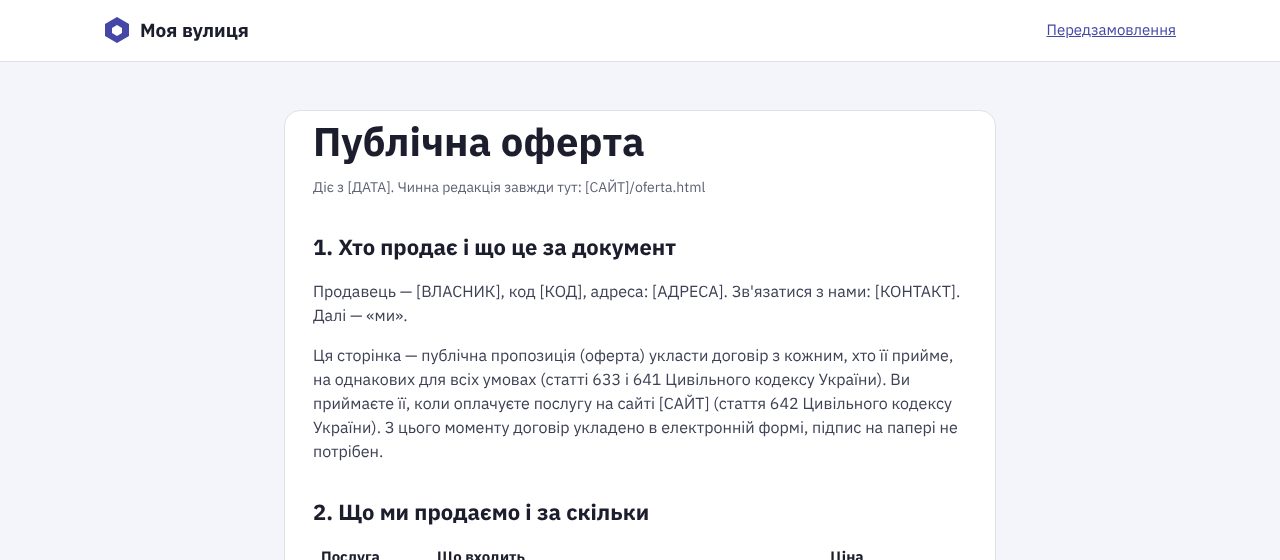 Моя вулиця
Передзамовлення
Публічна оферта
Діє з [ДАТА]. Чинна редакція завжди тут: [САЙТ]/oferta.html
1. Хто продає і що це за документ
Продавець — [ВЛАСНИК], код [КОД], адреса: [АДРЕСА]. Зв'язатися з нами: [КОНТАКТ].
Далі — «ми».
Ця сторінка — публічна пропозиція (оферта) укласти договір з кожним, хто її прийме,
на однакових для всіх умовах (статті 633 і 641 Цивільного кодексу України). Ви
приймаєте її, коли оплачуєте послугу на сайті [САЙТ] (стаття 642 Цивільного кодексу
України). З цього моменту договір укладено в електронній формі, підпис на папері не
потрібен.
2. Що ми продаємо і за скільки
Послуга Що входить Ціна